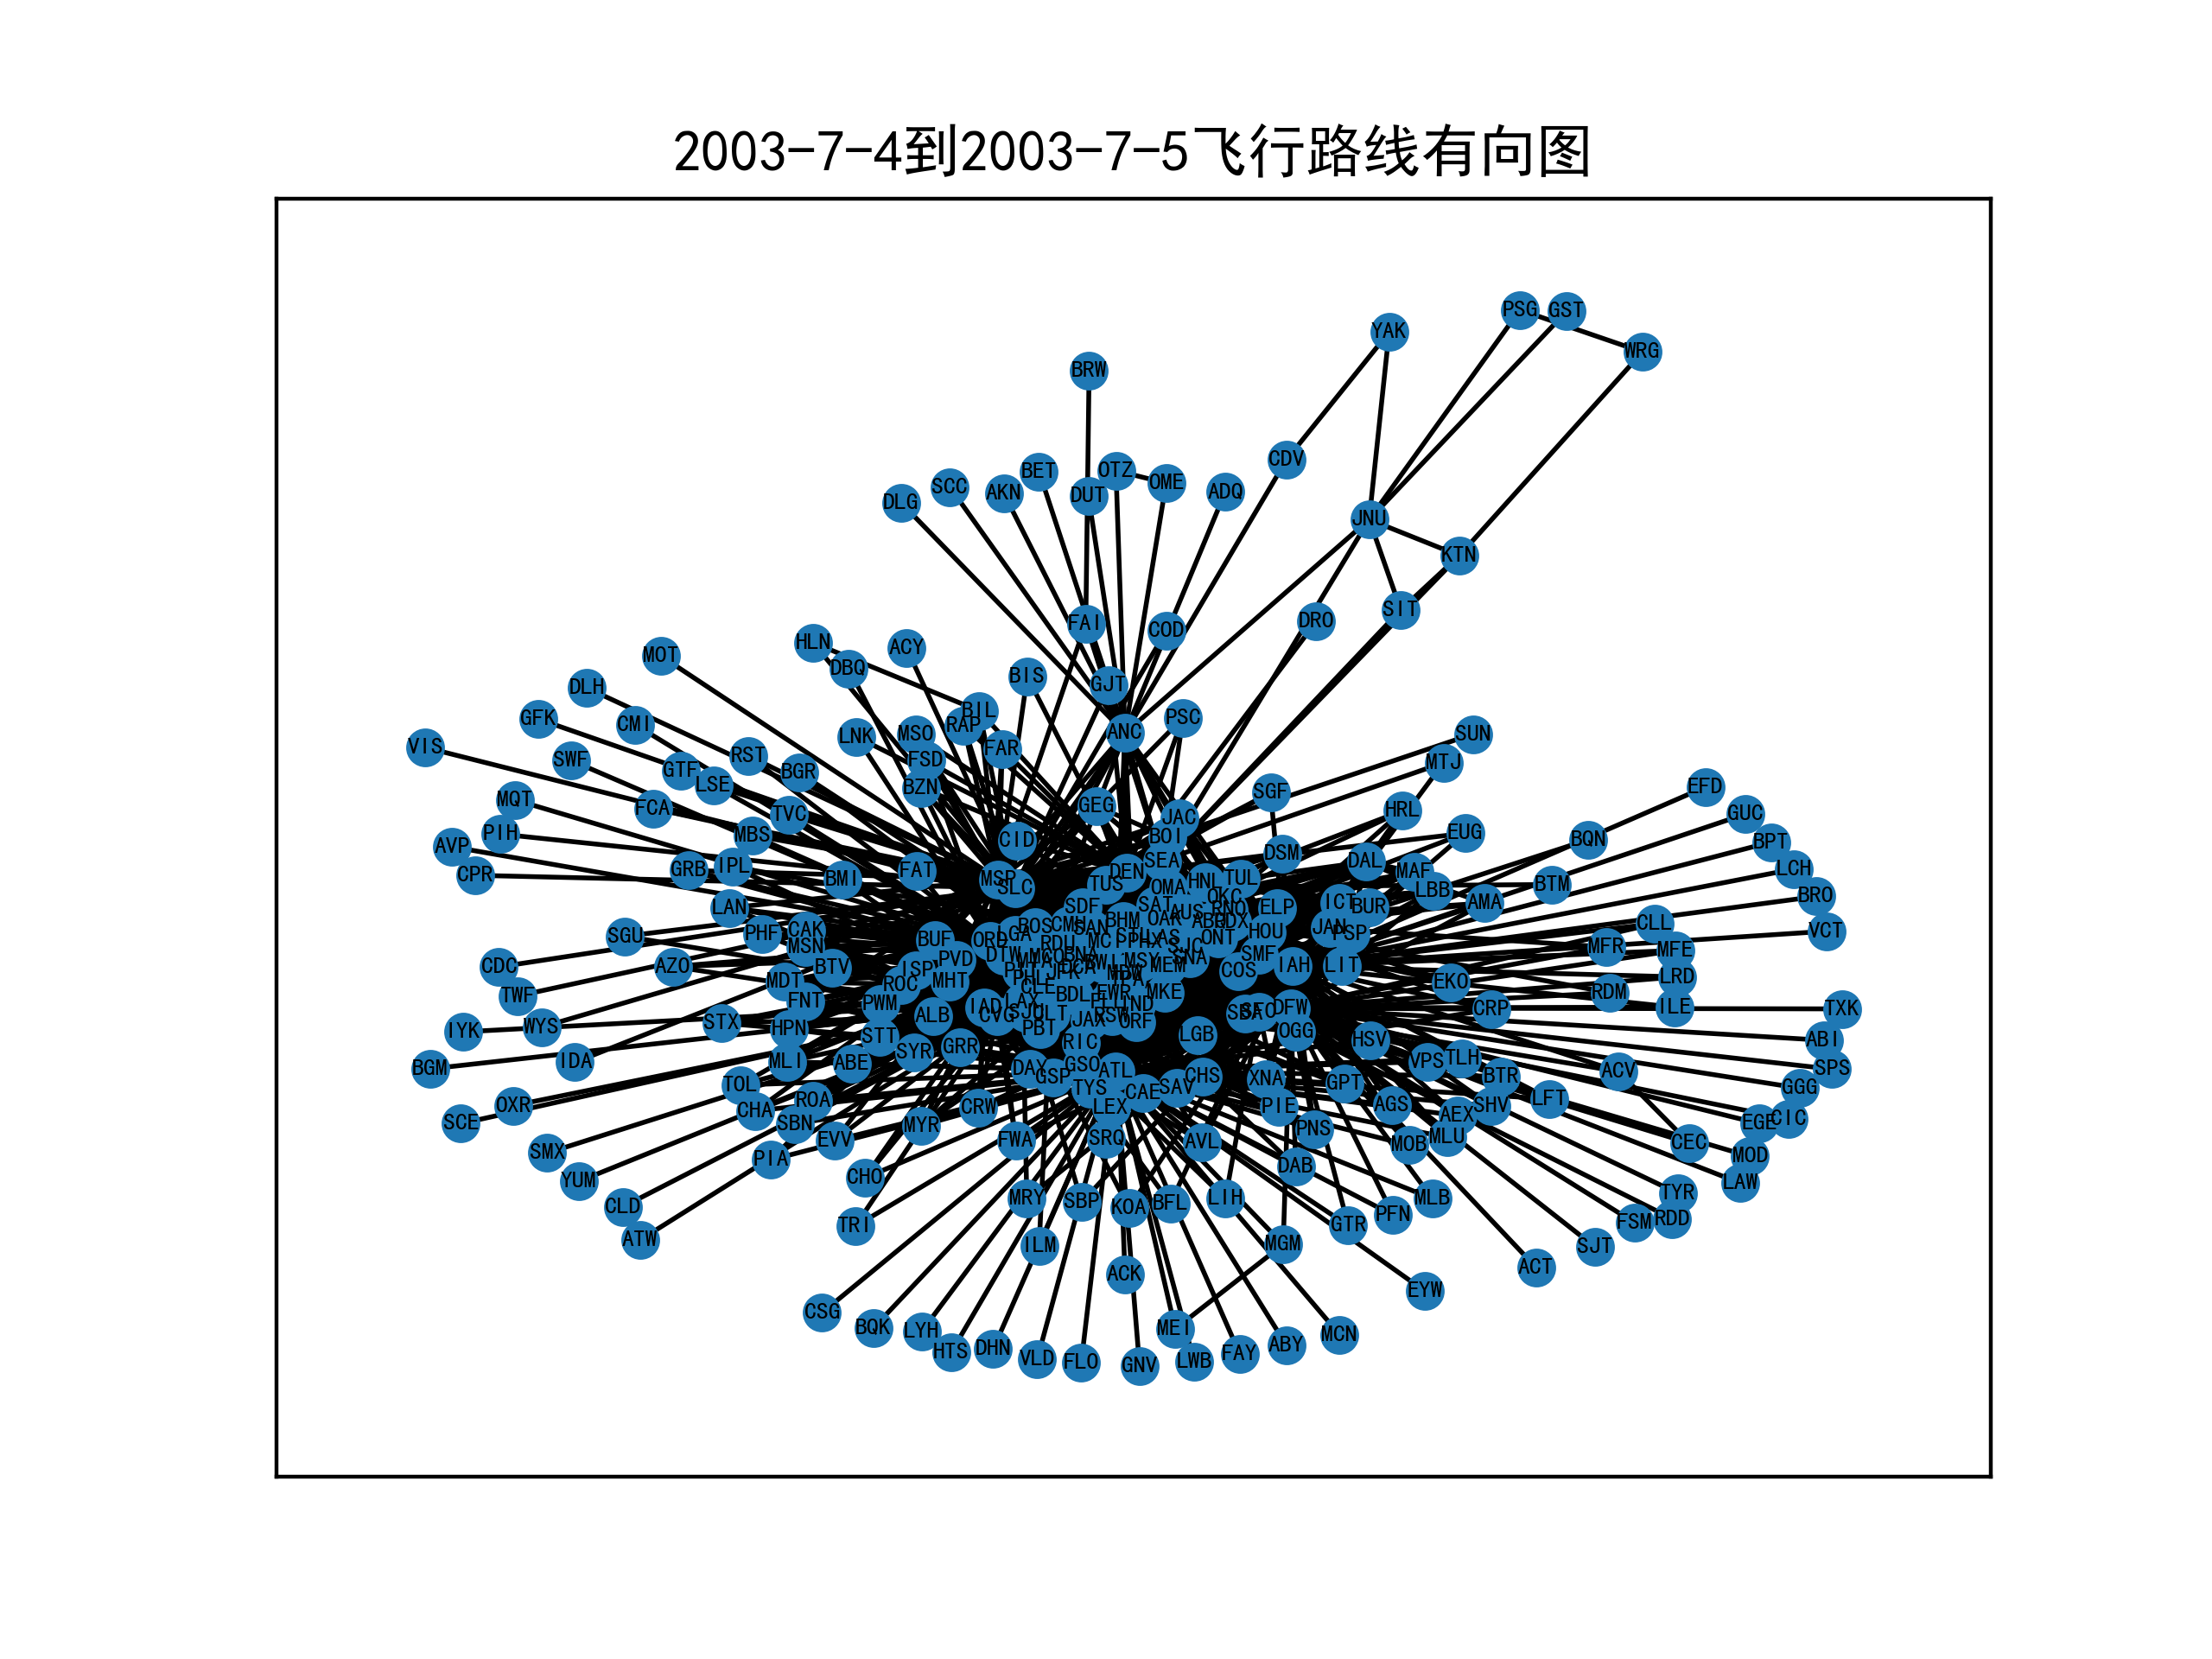 2003-7-4到2003-7-5飞行路线有向图
PSG
GST
YAK
WRG
BRW
CDV
BET
OTZ
OME
SCC
AKN
DUT
ADQ
DLG
JNU
KTN
SIT
DRO
FAI
COD
HLN
ACY
MOT
DBQ
BIS
GJT
DLH
BIL
RAP
PSC
GFK
CMI
ANC
MSO
LNK
SUN
VIS
FAR
SWF
RST
FSD
MTJ
GTF
BGR
LSE
BZN
EFD
SGF
MQT
FCA
GEG
HRL
GUC
TVC
JAC
PIH
MBS
BOI
EUG
BQN
CID
BPT
AVP
DSM
SEA
DAL
GRB
IPL
FAT
DEN
MAF
LCH
CPR
BMI
MSP
SLC
TUS
HNL
TUL
BTM
OMA
LBB
OKC
BRO
LAN
SDF
SAT
AUS
RNO
ELP
ICT
BUR
AMA
PHF
CAK
BOS
CMH
BHM
OAK
JAN
CLL
VCT
SGU
MSN
BUF
ORD
LGA
SAN
HOU
PSP
MFR
MFE
CDC
AZO
BTV
ISP
PVD
DTW
PHX
SJC
ONT
SMF
MSY
MEM
SNA
COS
IAH
LIT
LRD
TWF
MDT
ROC
MHT
EKO
RDM
ILE
FNT
PWM
BDL
EWR
MKE
DFW
CRP
TXK
IYK
WYS
STX
HPN
ALB
IAD
CVG
LAX
IND
SFO
OGG
STT
PBT
JAX
RSW
ORF
LGB
HSV
ABI
BGM
IDA
MLI
ABE
SYR
GRR
RIC
VPS
TLH
TOL
DAY
GSP
GSO
ATL
CHS
XNA
GPT
BTR
ACV
SPS
GGG
SCE
OXR
CHA
ROA
CRW
TYS
CAE
SAV
LEX
PIE
AGS
AEX
SHV
LFT
EGE
CIC
SBN
EVV
MYR
FWA
SRQ
AVL
PNS
MOB
MLU
CEC
MOD
SMX
PIA
DAB
YUM
CHO
LAW
CLD
MRY
SBP
KOA
BFL
LIH
MLB
TYR
ATW
TRI
GTR
PFN
FSM
RDD
ILM
MGM
SJT
ACK
ACT
EYW
CSG
BQK
LYH
MEI
MCN
HTS
DHN
VLD
FLO
GNV
LWB
FAY
ABY